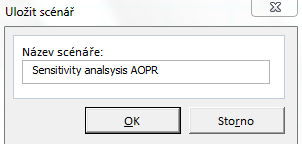 Uložit scénář
Název scénáře:
Sensitivity analsysis AOPR
OK
Storno